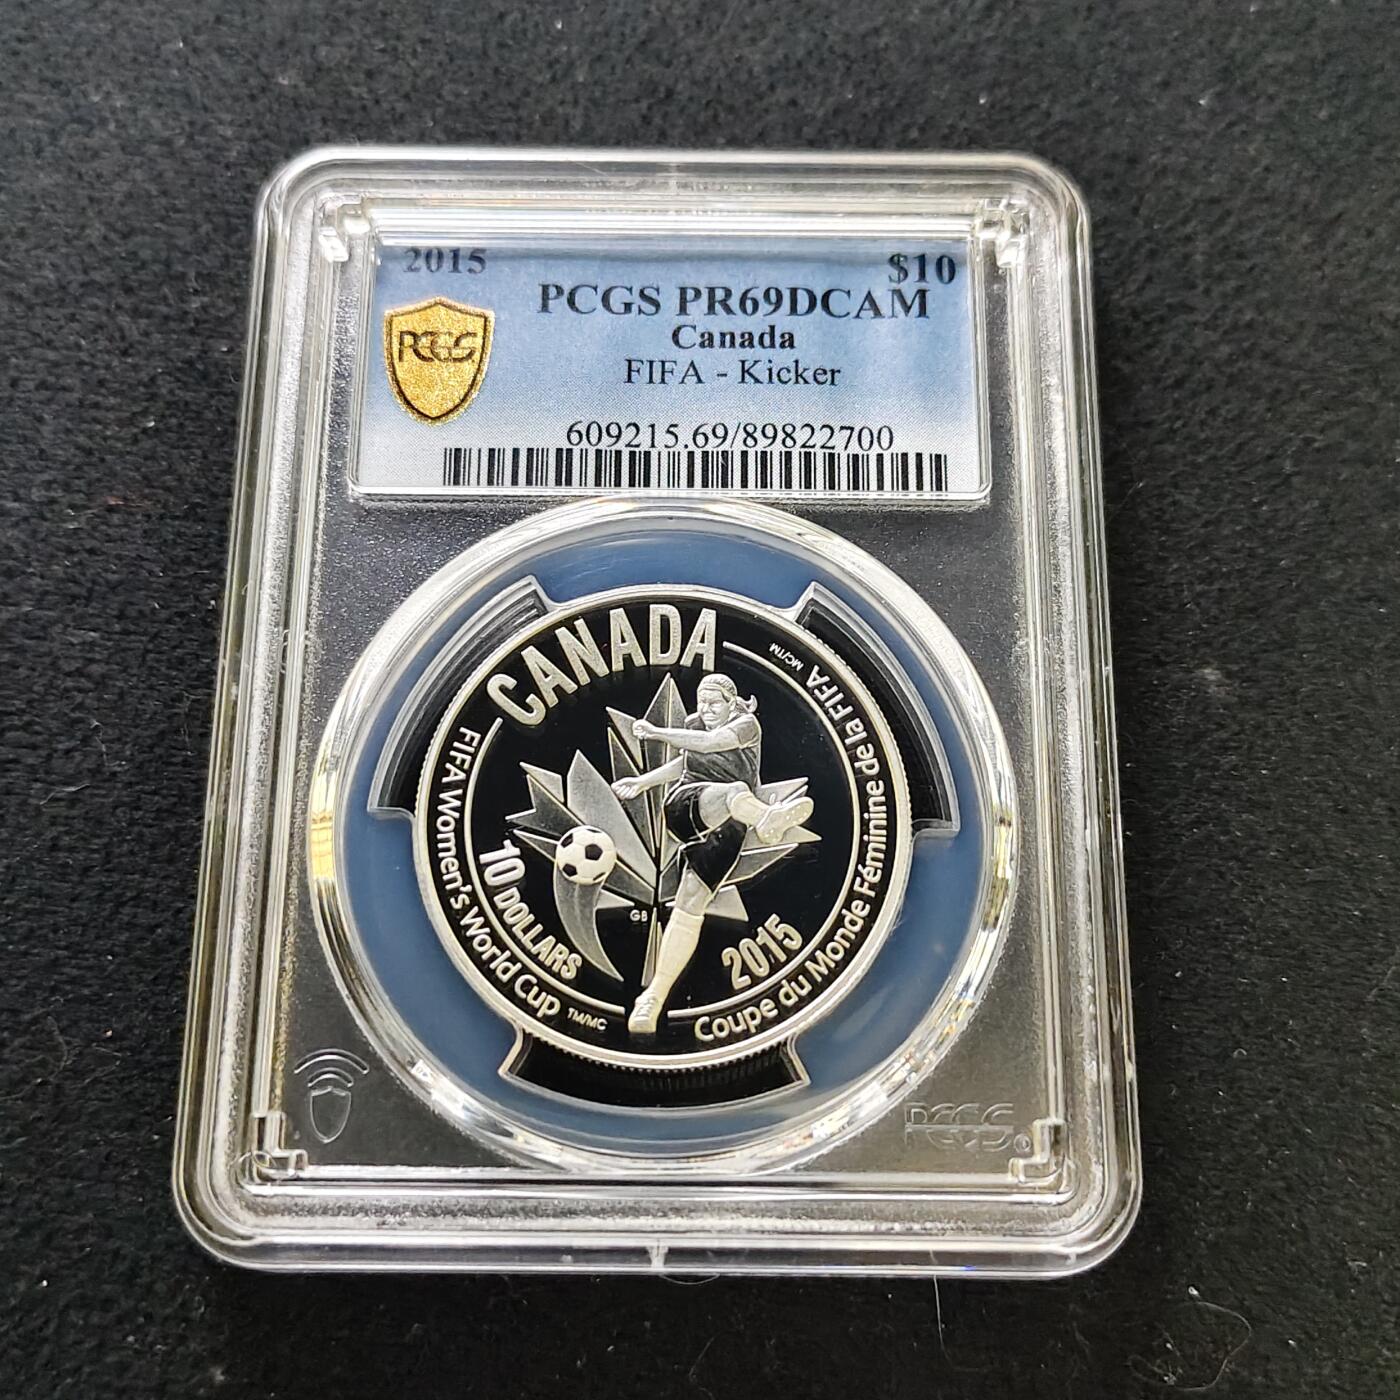 2015 $10
PCGS PR69DCAM
PCGS
Canada
FIFA - Kicker
609215.69/89822700
CANADA
MC/TM
FIFA Women's World Cup TM/MC
Coupe du Monde Féminine de la FIFA
10 DOLLARS
GB
2015
PCGS